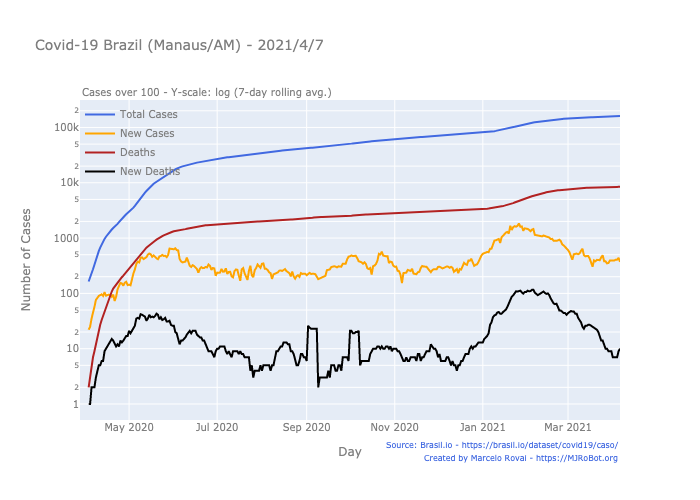 Covid-19 Brazil (Manaus/AM) - 2021/4/7
Cases over 100 - Y-scale: log (7-day rolling avg.)
Total Cases
New Cases
Deaths
New Deaths
2
100k
5
2
10k
5
2
1000
5
2
100
5
2
10
5
2
1
Number of Cases
May 2020
Jul 2020
Sep 2020
Nov 2020
Jan 2021
Mar 2021
Day
Source: Brasil.io - https://brasil.io/dataset/covid19/caso/
Created by Marcelo Rovai - https://MJRoBot.org